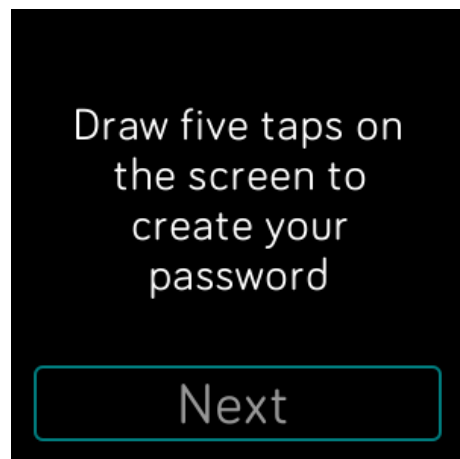 Draw five taps on
the screen to
create your
password
Next